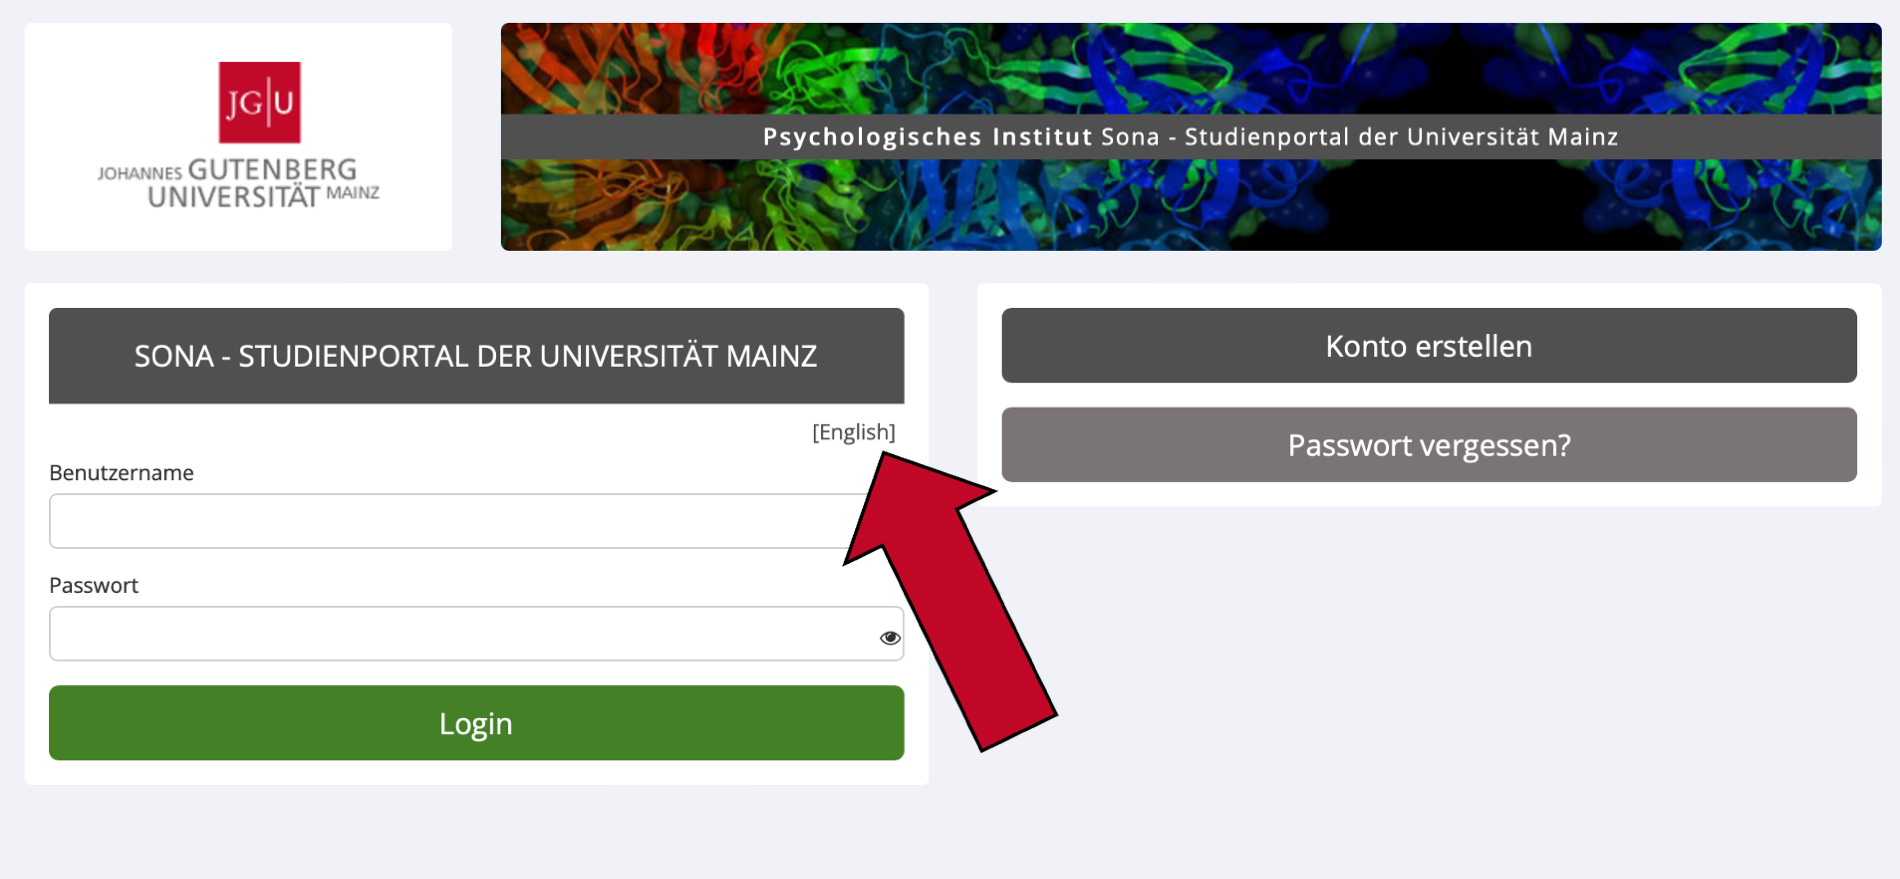 JG|U
JOHANNES GUTENBERG
UNIVERSITÄT MAINZ
Psychologisches Institut Sona - Studienportal der Universität Mainz
SONA - STUDIENPORTAL DER UNIVERSITÄT MAINZ
[English]
Benutzername
Passwort
Login
Konto erstellen
Passwort vergessen?